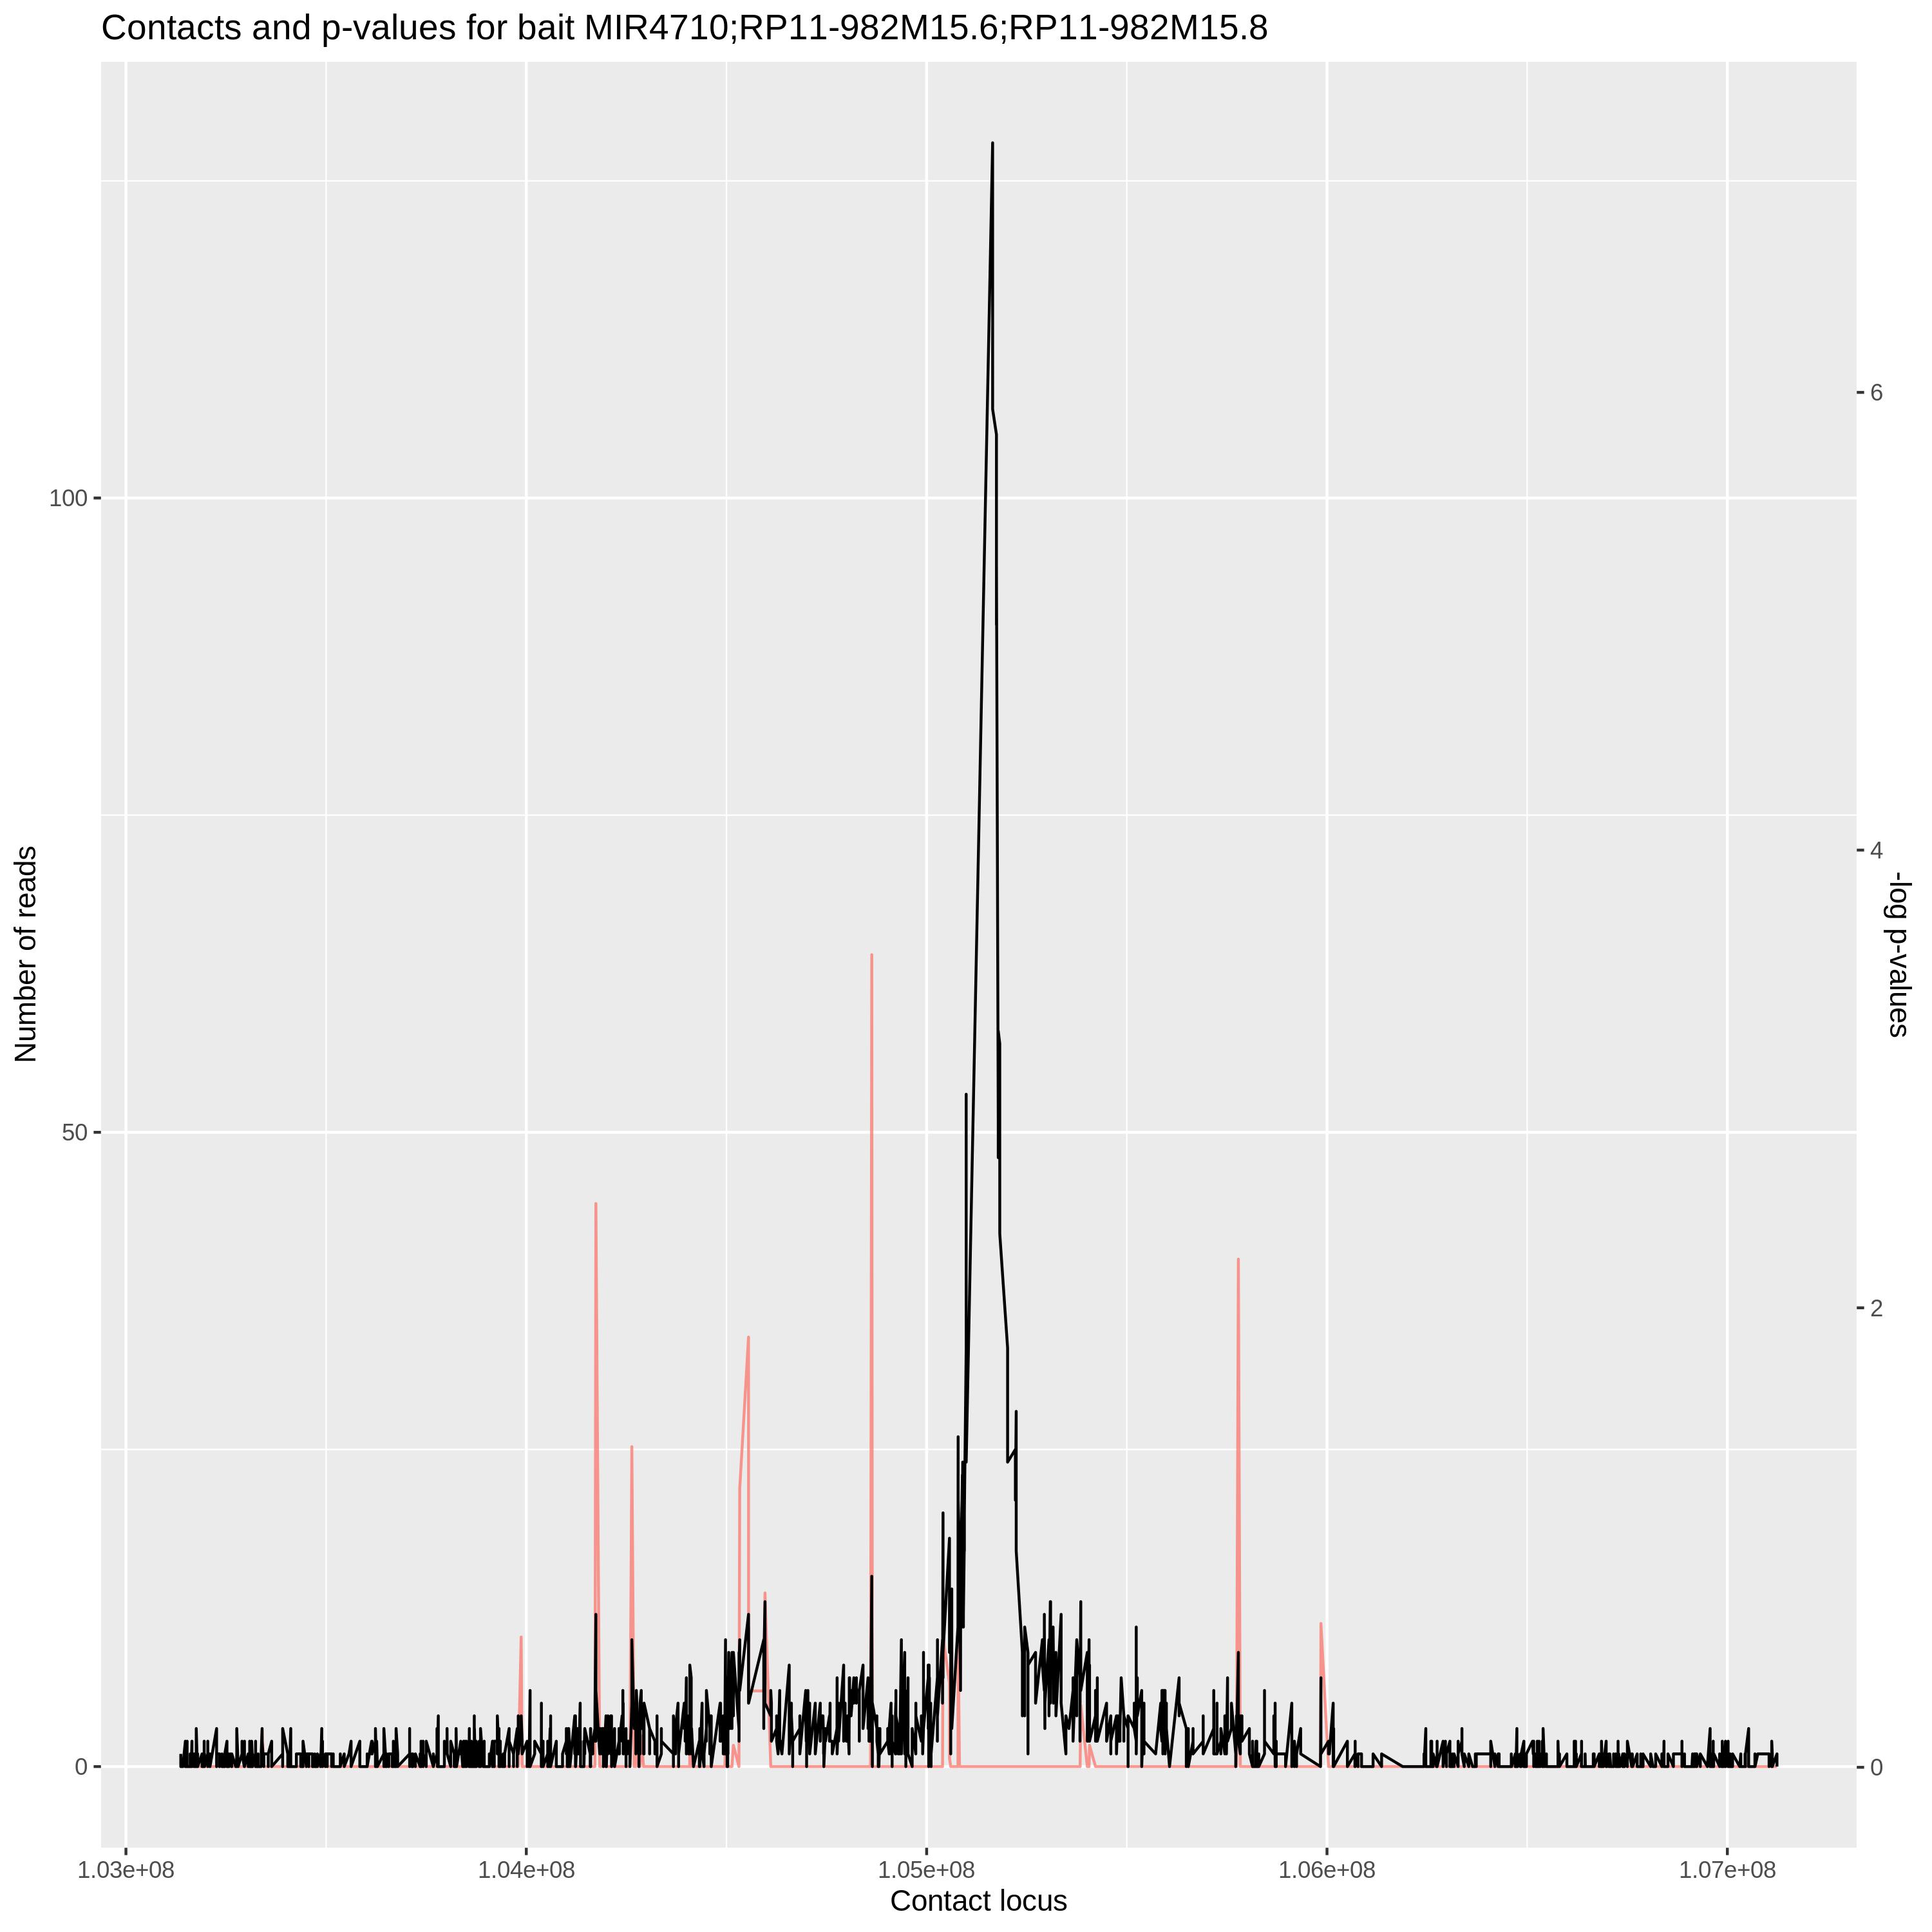 Contacts and p-values for bait MIR4710;RP11-982M15.6;RP11-982M15.8
Number of reads
100
50
0
6
4
2
0
-log p-values
1.03e+08 1.04e+08 1.05e+08 1.06e+08 1.07e+08
Contact locus